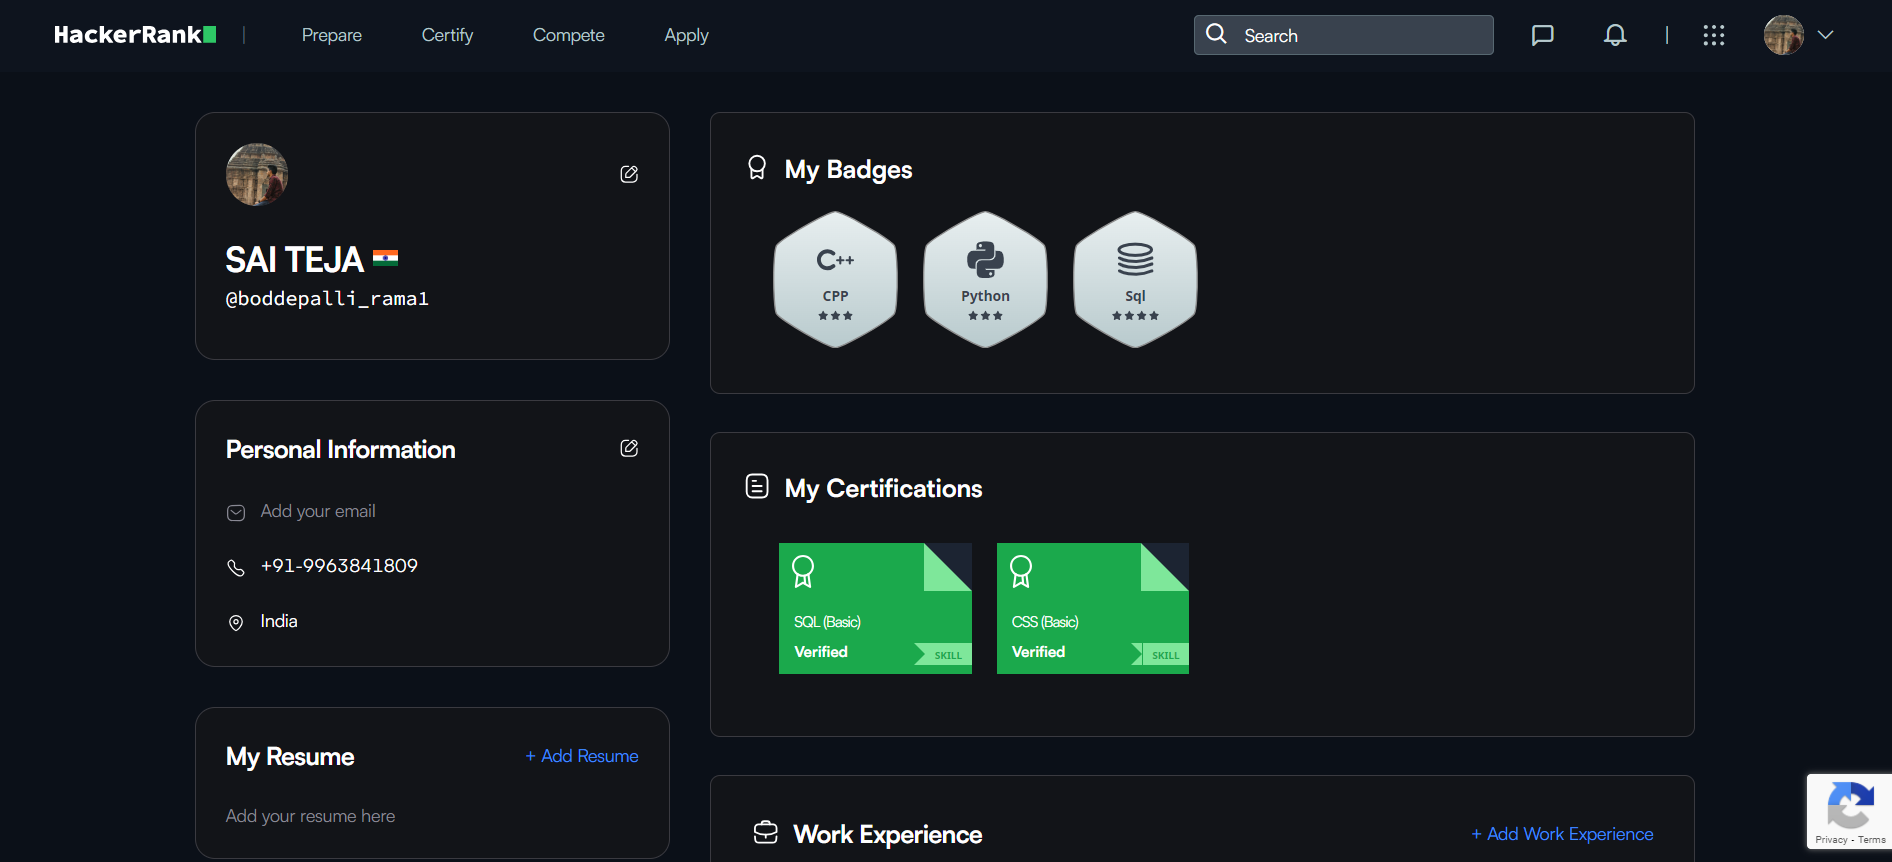 HackerRank
Prepare
Certify
Compete
Apply
Search
SAI TEJA
@boddepalli_rama1
Personal Information
Add your email
+91-9963841809
India
My Resume
+ Add Resume
Add your resume here
My Badges
C++
CPP
Python
Sql
My Certifications
SQL (Basic)
Verified
SKILL
CSS (Basic)
Verified
SKILL
Work Experience
+ Add Work Experience
Privacy - Terms